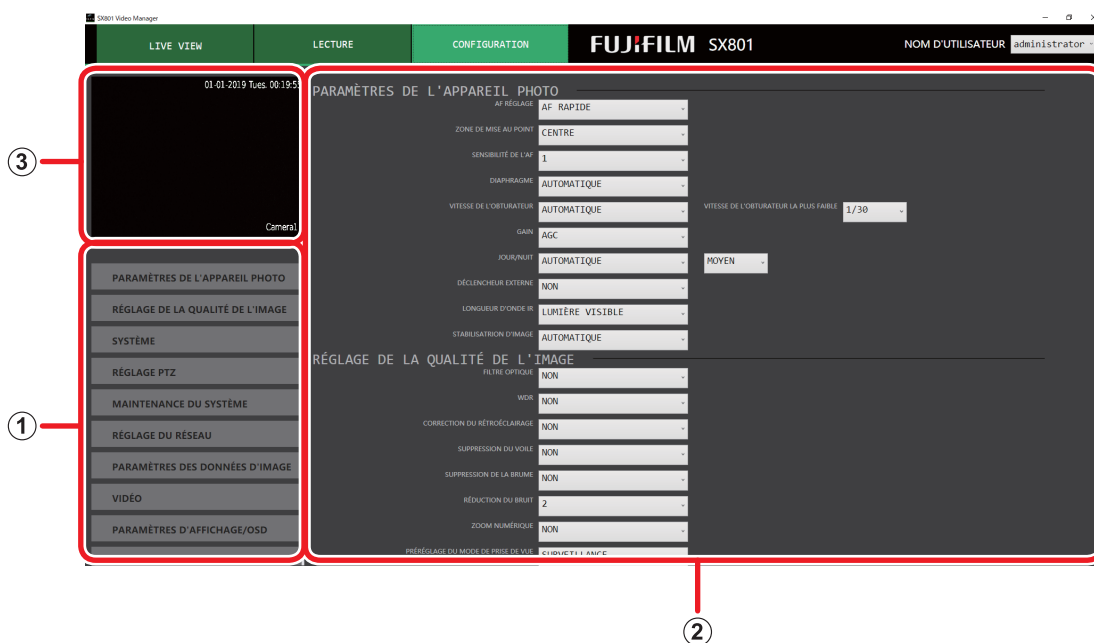 SX801 Video Manager
LIVE VIEW
LECTURE
CONFIGURATION
FUJIFILM SX801
NOM D'UTILISATEUR administrator
01-01-2019 Tues. 00:19:53
Camera1
3
PARAMÈTRES DE L'APPAREIL PHOTO
RÉGLAGE DE LA QUALITÉ DE L'IMAGE
SYSTÈME
RÉGLAGE PTZ
MAINTENANCE DU SYSTÈME
RÉGLAGE DU RÉSEAU
PARAMÈTRES DES DONNÉES D'IMAGE
VIDÉO
PARAMÈTRES D'AFFICHAGE/OSD
1
PARAMÈTRES DE L'APPAREIL PHOTO
AF RÉGLAGE AF RAPIDE
ZONE DE MISE AU POINT CENTRE
SENSIBILITÉ DE L'AF 1
DIAPHRAGME AUTOMATIQUE
VITESSE DE L'OBTURATEUR AUTOMATIQUE VITESSE DE L'OBTURATEUR LA PLUS FAIBLE 1/30
GAIN AGC
JOUR/NUIT AUTOMATIQUE MOYEN
DÉCLENCHEUR EXTERNE NON
LONGUEUR D'ONDE IR LUMIÈRE VISIBLE
STABILISATRION D'IMAGE AUTOMATIQUE
RÉGLAGE DE LA QUALITÉ DE L'IMAGE
FILTRE OPTIQUE NON
WDR NON
CORRECTION DU RÉTROÉCLAIRAGE NON
SUPPRESSION DU VOILE NON
SUPPRESSION DE LA BRUME NON
RÉDUCTION DU BRUIT 2
ZOOM NUMÉRIQUE NON
PRÉRÉGLAGE DU MODE DE PRISE DE VUE SURVEILLANCE
2